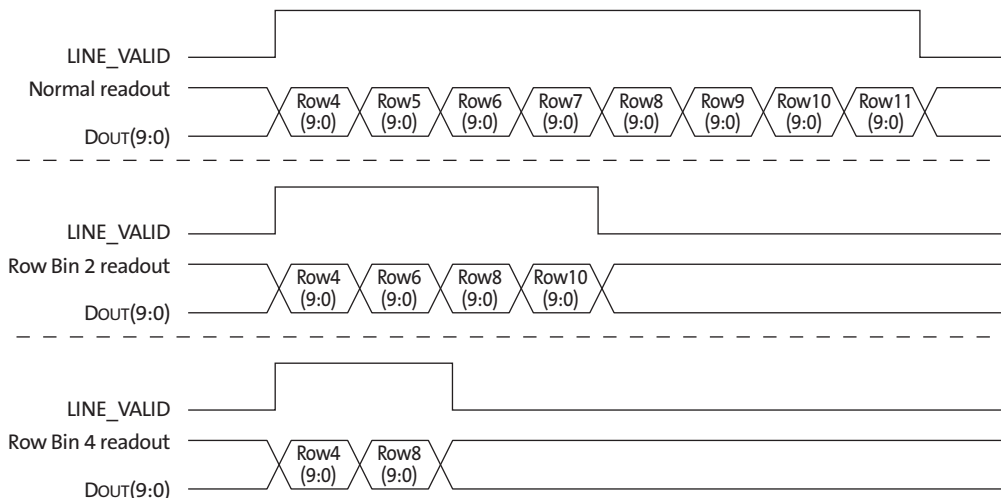 LINE_VALID
Normal readout
Row4 Row5 Row6 Row7 Row8 Row9 Row10 Row11
(9:0) (9:0) (9:0) (9:0) (9:0) (9:0) (9:0) (9:0)
DOUT(9:0)
LINE_VALID
Row Bin 2 readout
Row4 Row6 Row8 Row10
(9:0) (9:0) (9:0) (9:0)
DOUT(9:0)
LINE_VALID
Row Bin 4 readout
Row4 Row8
(9:0) (9:0)
DOUT(9:0)